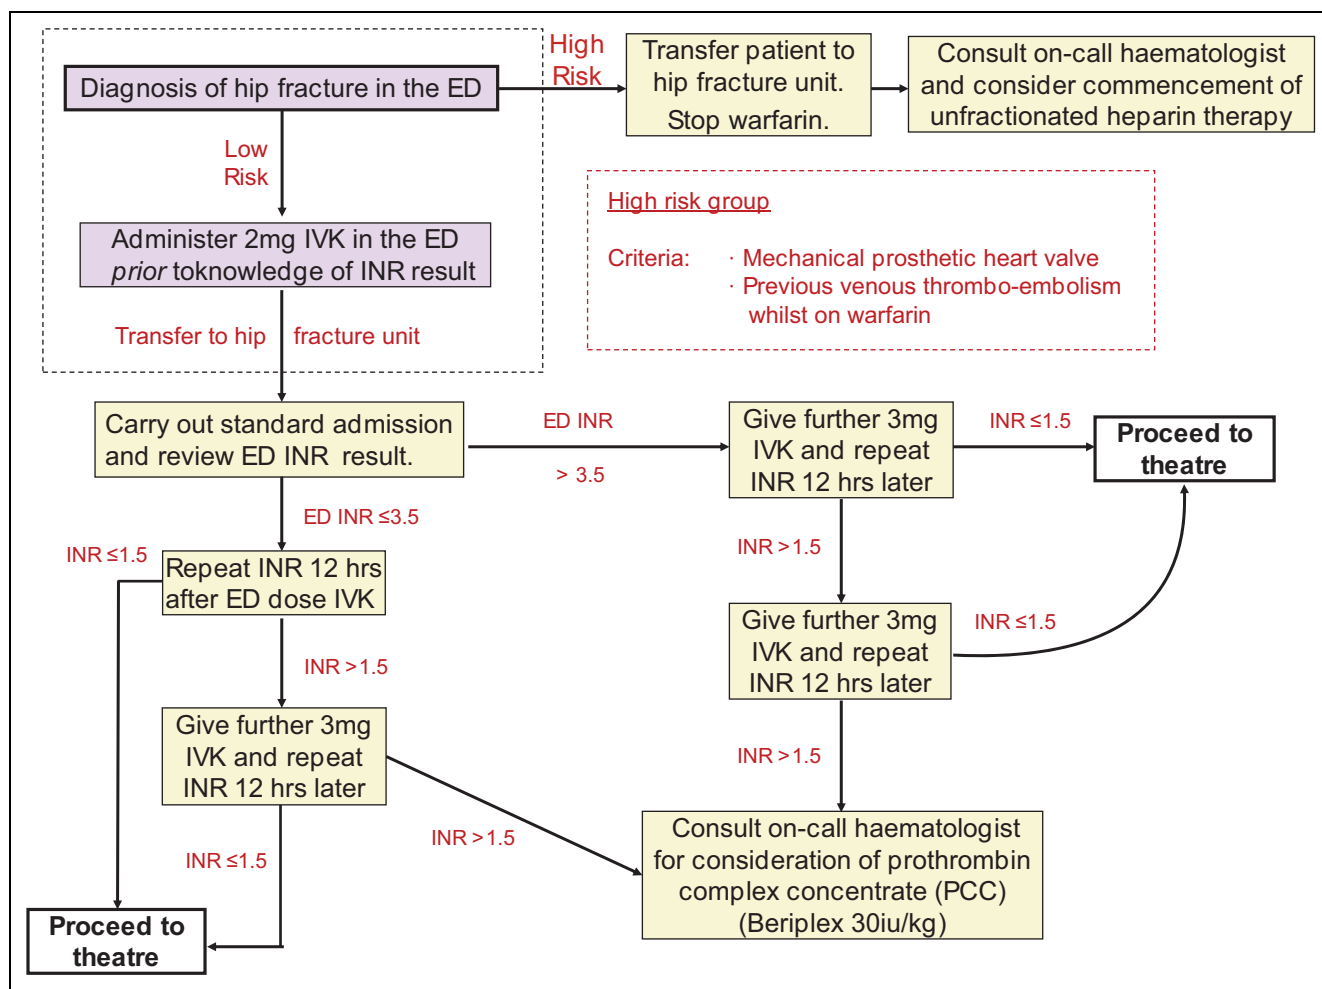 Diagnosis of hip fracture in the ED
High
Risk
Transfer patient to
hip fracture unit.
Stop warfarin.
Consult on-call haematologist
and consider commencement of
unfractionated heparin therapy
Low
Risk
High risk group
Criteria:
· Mechanical prosthetic heart valve
· Previous venous thrombo-embolism
whilst on warfarin
Administer 2mg IVK in the ED
prior toknowledge of INR result
Transfer to hip fracture unit
Carry out standard admission
and review ED INR result.
ED INR
> 3.5
Give further 3mg
IVK and repeat
INR 12 hrs later
INR ≤1.5
Proceed to
theatre
ED INR ≤3.5
INR ≤1.5
Repeat INR 12 hrs
after ED dose IVK
INR >1.5
Give further 3mg
IVK and repeat
INR 12 hrs later
INR ≤1.5
INR >1.5
Give further 3mg
IVK and repeat
INR 12 hrs later
INR >1.5
INR >1.5
INR ≤1.5
Consult on-call haematologist
for consideration of prothrombin
complex concentrate (PCC)
(Beriplex 30iu/kg)
Proceed to
theatre